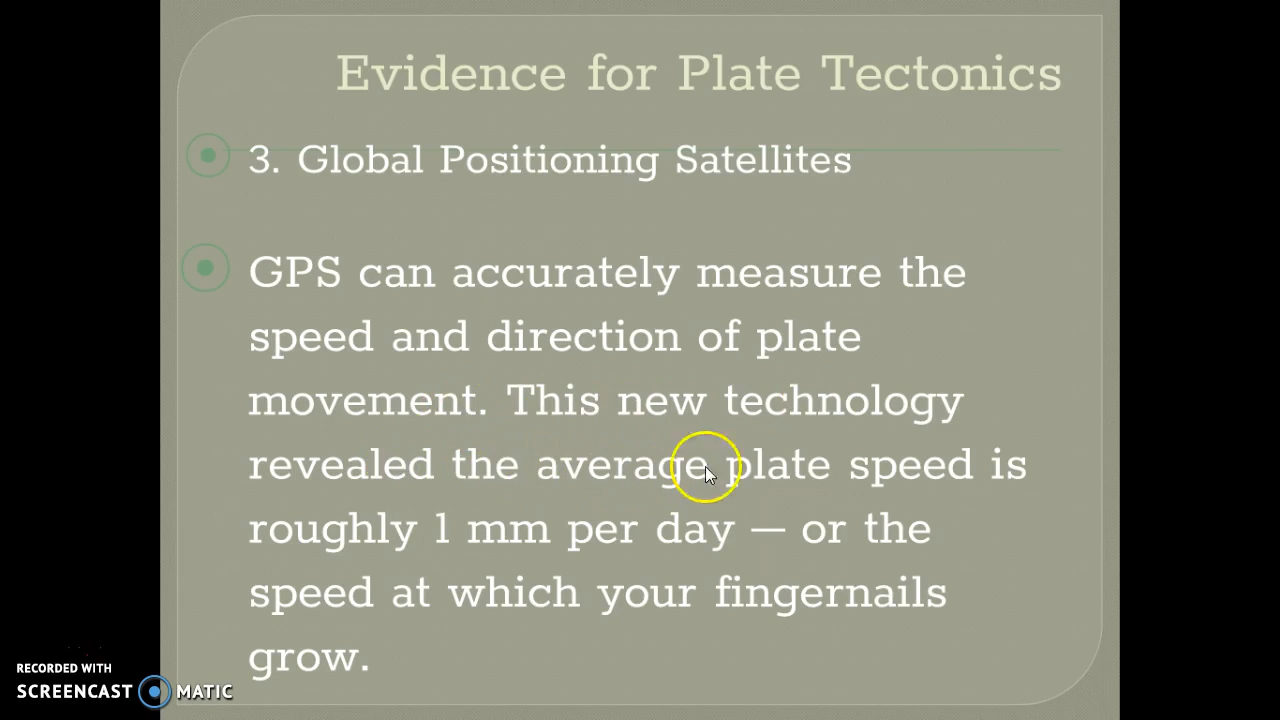 Evidence for Plate Tectonics
3. Global Positioning Satellites
GPS can accurately measure the
speed and direction of plate
movement. This new technology
revealed the average plate speed is
roughly 1 mm per day — or the
speed at which your fingernails
grow.
RECORDED WITH
SCREENCAST MATIC